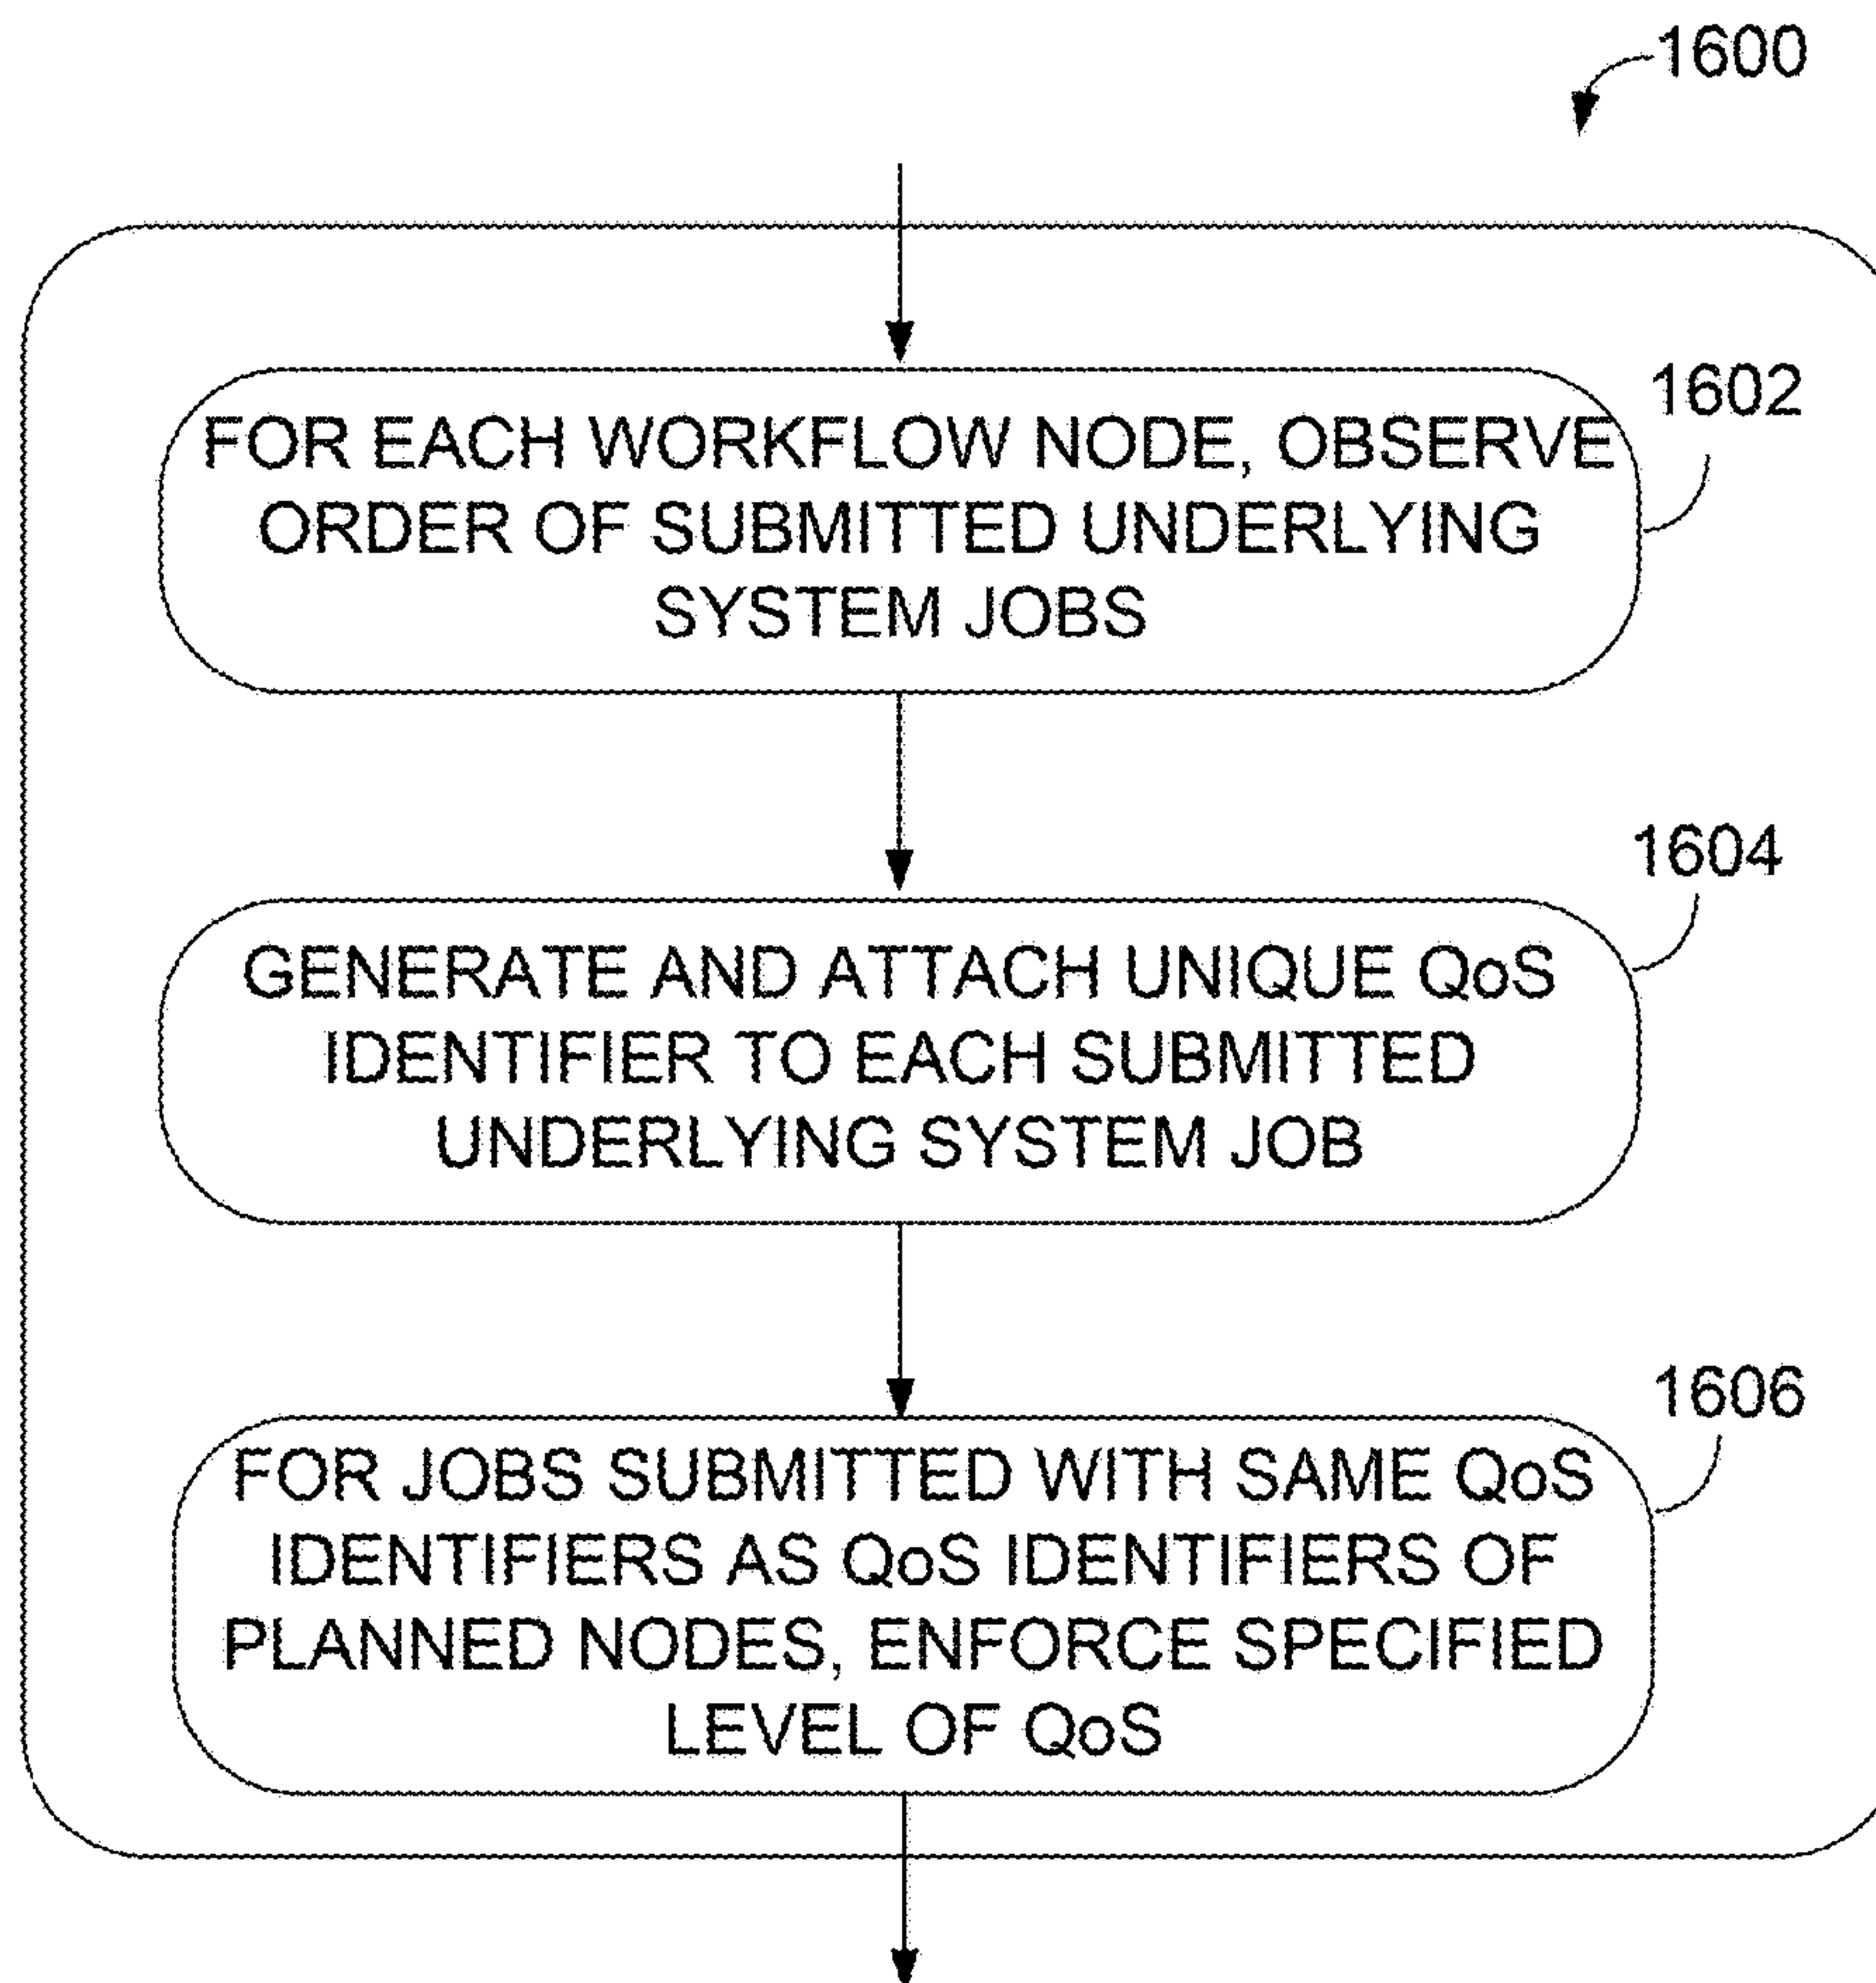 1600
1602
FOR EACH WORKFLOW NODE, OBSERVE
ORDER OF SUBMITTED UNDERLYING
SYSTEM JOBS
1604
GENERATE AND ATTACH UNIQUE QoS
IDENTIFIER TO EACH SUBMITTED
UNDERLYING SYSTEM JOB
1606
FOR JOBS SUBMITTED WITH SAME QoS
IDENTIFIERS AS QoS IDENTIFIERS OF
PLANNED NODES, ENFORCE SPECIFIED
LEVEL OF QoS